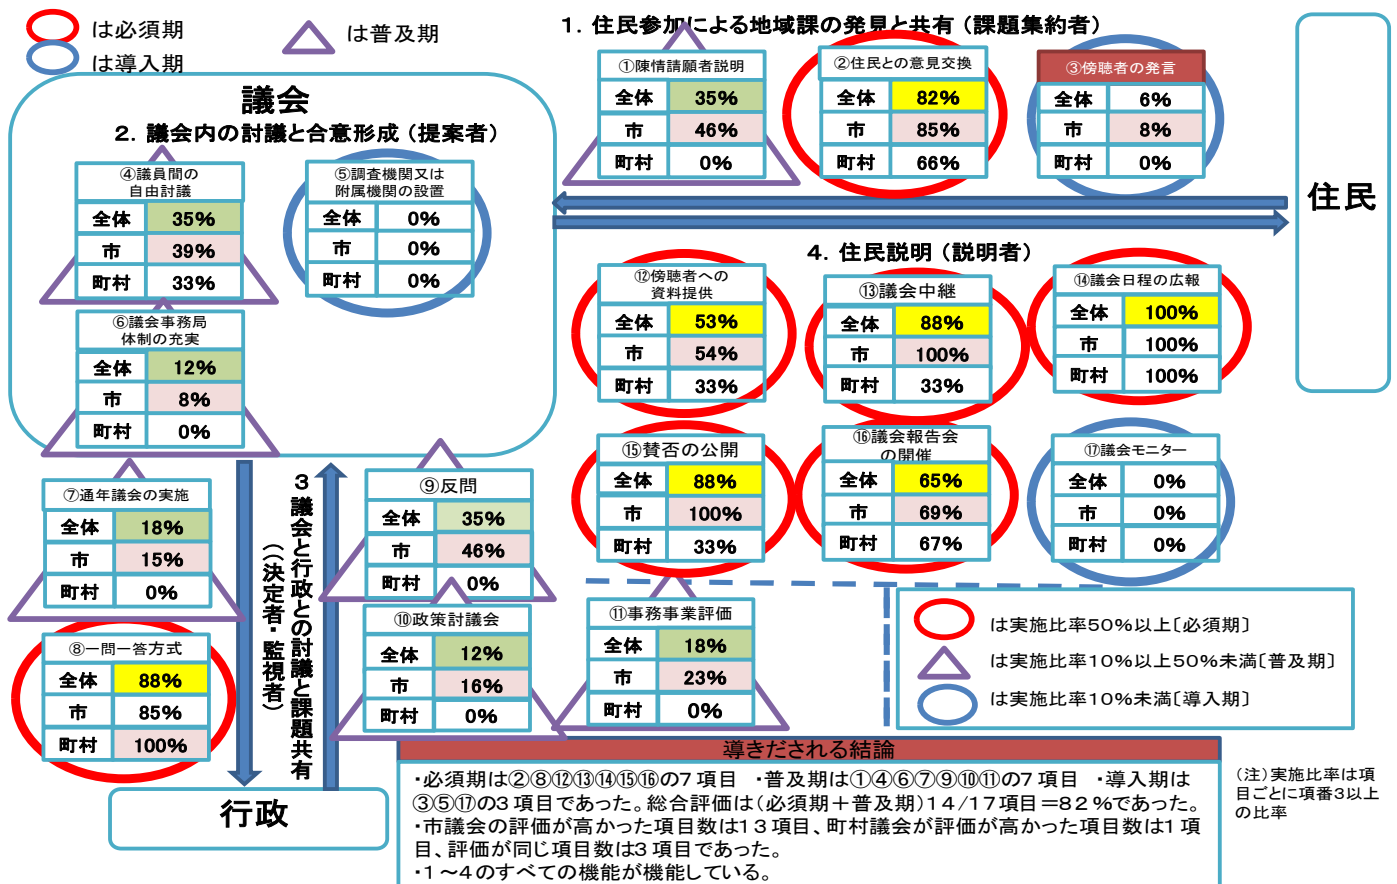 は必須期
は普及期
は導入期
1. 住民参加による地域課の発見と共有（課題集約者）
①陳情請願者説明
全体 35%
市 46%
町村 0%
②住民との意見交換
全体 82%
市 85%
町村 66%
③傍聴者の発言
全体 6%
市 8%
町村 0%
住民
議会
2. 議会内の討議と合意形成（提案者）
④議員間の
自由討議
全体 35%
市 39%
町村 33%
⑤調査機関又は
附属機関の設置
全体 0%
市 0%
町村 0%
⑥議会事務局
体制の充実
全体 12%
市 8%
町村 0%
4. 住民説明（説明者）
⑫傍聴者への
資料提供
全体 53%
市 54%
町村 33%
⑬議会中継
全体 88%
市 100%
町村 33%
⑭議会日程の広報
全体 100%
市 100%
町村 100%
⑮賛否の公開
全体 88%
市 100%
町村 33%
⑯議会報告会
の開催
全体 65%
市 69%
町村 67%
⑰議会モニター
全体 0%
市 0%
町村 0%
3 議会と行政との討議と課題共有
（（決定者・監視者）
⑦通年議会の実施
全体 18%
市 15%
町村 0%
⑧一問一答方式
全体 88%
市 85%
町村 100%
⑨反問
全体 35%
市 46%
町村 0%
⑩政策討議会
全体 12%
市 16%
町村 0%
⑪事務事業評価
全体 18%
市 23%
町村 0%
行政
は実施比率50%以上〔必須期〕
は実施比率10%以上50%未満〔普及期〕
は実施比率10%未満〔導入期〕
導きだされる結論
・必須期は②⑧⑫⑬⑭⑮⑯の7項目 ・普及期は①④⑥⑦⑨⑩⑪の7項目 ・導入期は
③⑤⑰の3項目であった。総合評価は（必須期＋普及期）14/17項目＝82%であった。
・市議会の評価が高かった項目数は13項目、町村議会が評価が高かった項目数は1項
目、評価が同じ項目数は3項目であった。
・1～4のすべての機能が機能している。
（注）実施比率は項
目ごとに項番3以上
の比率